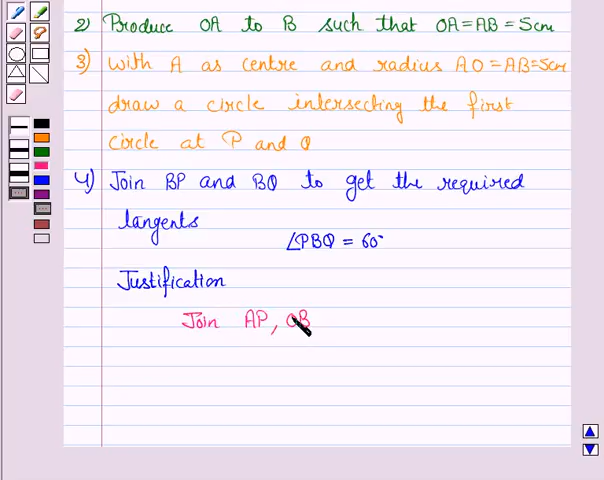 2) Produce OA to B such that OA = AB = 5cm
3) With A as centre and radius AO = AB = 5cm
draw a circle intersecting the first
circle at P and Q
4) Join BP and BQ to get the required
tangents
∠PBQ = 60°
Justification
Join AP, OB